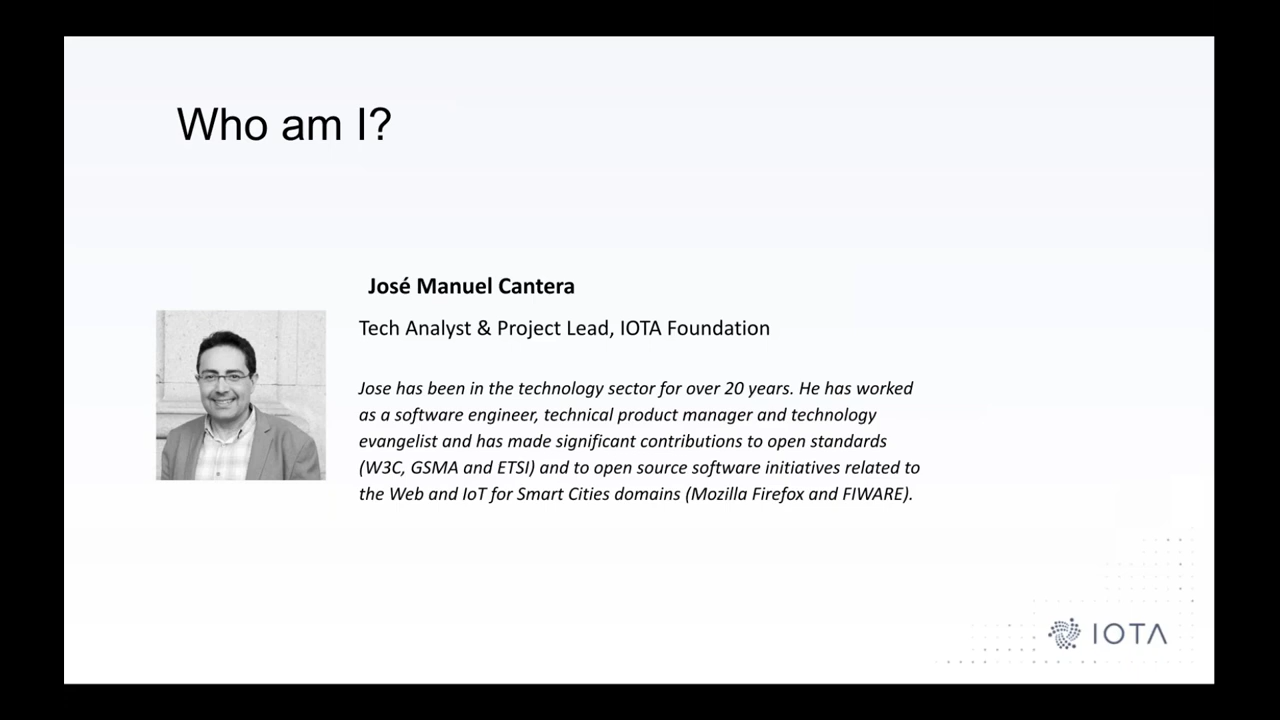 Who am I?
José Manuel Cantera
Tech Analyst & Project Lead, IOTA Foundation
Jose has been in the technology sector for over 20 years. He has worked
as a software engineer, technical product manager and technology
evangelist and has made significant contributions to open standards
(W3C, GSMA and ETSI) and to open source software initiatives related to
the Web and IoT for Smart Cities domains (Mozilla Firefox and FIWARE).
IOTA